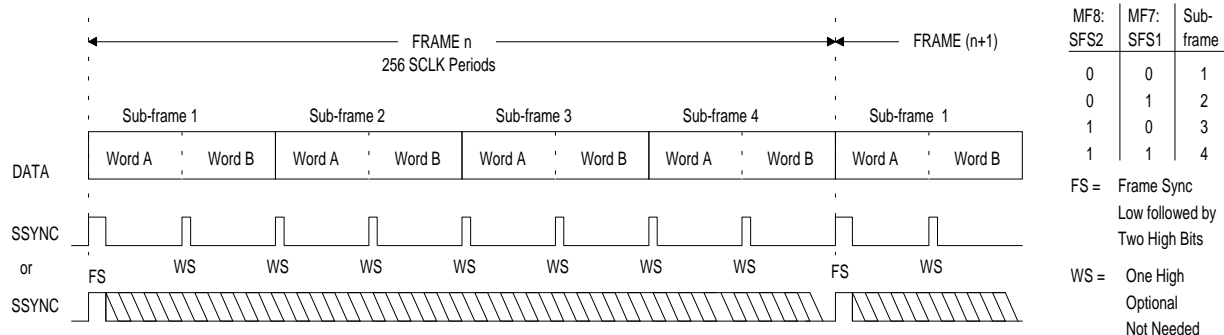 FRAME n
256 SCLK Periods
FRAME (n+1)
Sub-frame 1
Sub-frame 2
Sub-frame 3
Sub-frame 4
Sub-frame 1
DATA
Word A
Word B
Word A
Word B
Word A
Word B
Word A
Word B
Word A
Word B
SSYNC
or
FS
WS
WS
WS
WS
WS
WS
WS
FS
WS
SSYNC
MF8: MF7: Sub-
SFS2 SFS1 frame
0 0 1
0 1 2
1 0 3
1 1 4
FS = Frame Sync
Low followed by
Two High Bits
WS = One High
Optional
Not Needed